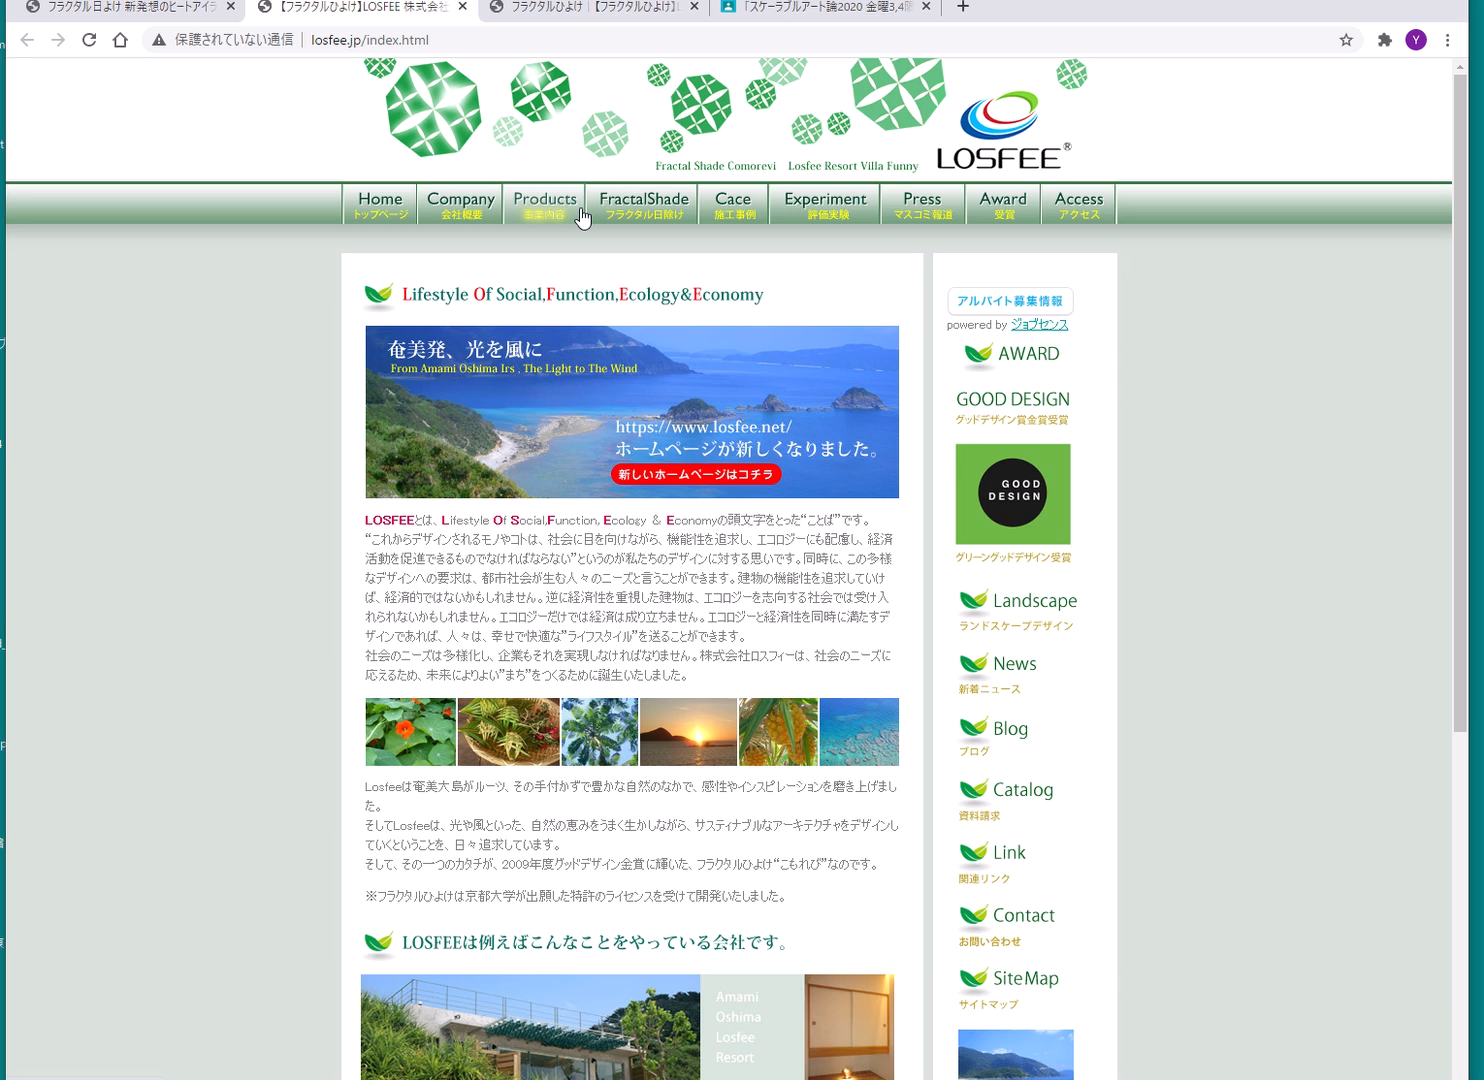 フラクタル日よけ 新発想のヒートアイラ
【フラクタルひよけ】LOSFEE 株式会社
フラクタルひよけ | 【フラクタルひよけ】L
「スケーラブルアート論2020 金曜3,4限
保護されていない通信 | losfee.jp/index.html
Y
Fractal Shade Comorevi Losfee Resort Villa Funny
LOSFEE®
Home Company Products FractalShade Cace Experiment Press Award Access
トップページ 会社概要 事業内容 フラクタル日除け 施工事例 評価実験 マスコミ報道 受賞 アクセス
Lifestyle Of Social,Function,Ecology&Economy
奄美発、光を風に
From Amami Oshima Irs , The Light to The Wind
https://www.losfee.net/
ホームページが新しくなりました。
新しいホームページはコチラ
LOSFEEとは、Lifestyle Of Social,Function, Ecology & Economyの頭文字をとった“ことば”です。
“これからデザインされるモノやコトは、社会に目を向けながら、機能性を追求し、エコロジーにも配慮し、経済
活動を促進できるものでなければならない”というのが私たちのデザインに対する思いです。同時に、この多様
なデザインへの要求は、都市社会が生む人々のニーズと言うことができます。建物の機能性を追求していけ
ば、経済的ではないかもしれません。逆に経済性を重視した建物は、エコロジーを志向する社会では受け入
れられないかもしれません。エコロジーだけでは経済は成り立ちません。エコロジーと経済性を同時に満たすデ
ザインであれば、人々は、幸せで快適な”ライフスタイル”を送ることができます。
社会のニーズは多様化し、企業もそれを実現しなければなりません。株式会社ロスフィーは、社会のニーズに
応えるため、未来によりよい”まち”をつくるために誕生いたしました。
Losfeeは奄美大島がルーツ、その手付かずで豊かな自然のなかで、感性やインスピレーションを磨き上げまし
た。
そしてLosfeeは、光や風といった、自然の恵みをうまく生かしながら、サスティナブルなアーキテクチャをデザインし
ていくということを、日々追求しています。
そして、その一つのカタチが、2009年度グッドデザイン金賞に輝いた、フラクタルひよけ“こもれび”なのです。
※フラクタルひよけは京都大学が出願した特許のライセンスを受けて開発いたしました。
LOSFEEは例えばこんなことをやっている会社です。
Amami
Oshima
Losfee
Resort
アルバイト募集情報
powered by ジョブセンス
AWARD
GOOD DESIGN
グッドデザイン賞金賞受賞
GOOD
DESIGN
グリーングッドデザイン受賞
Landscape
ランドスケープデザイン
News
新着ニュース
Blog
ブログ
Catalog
資料請求
Link
関連リンク
Contact
お問い合わせ
SiteMap
サイトマップ